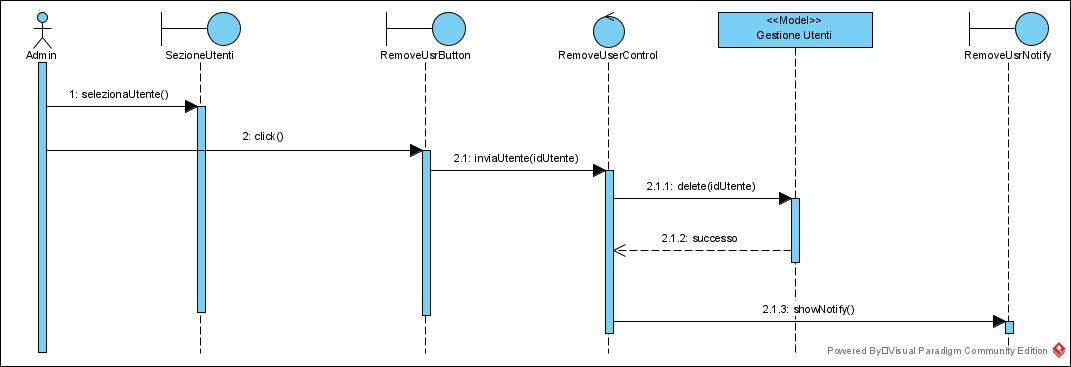 <<Model>>
Gestione Utenti
Admin
SezioneUtenti
RemoveUsrButton
RemoveUserControl
RemoveUsrNotify
1: selezionaUtente()
2: click()
2.1: inviaUtente(idUtente)
2.1.1: delete(idUtente)
2.1.2: successo
2.1.3: showNotify()
Powered By□Visual Paradigm Community Edition